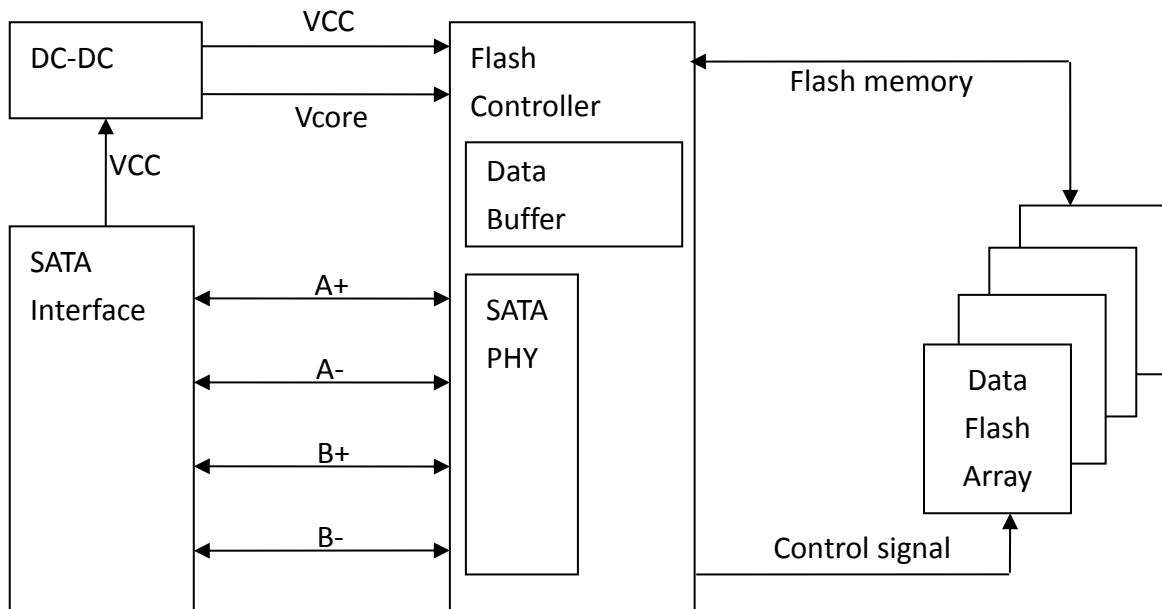 DC-DC
VCC
Vcore
VCC
Flash
Controller
Data
Buffer
Flash memory
SATA
Interface
A+
A-
B+
B-
SATA
PHY
Data
Flash
Array
Control signal